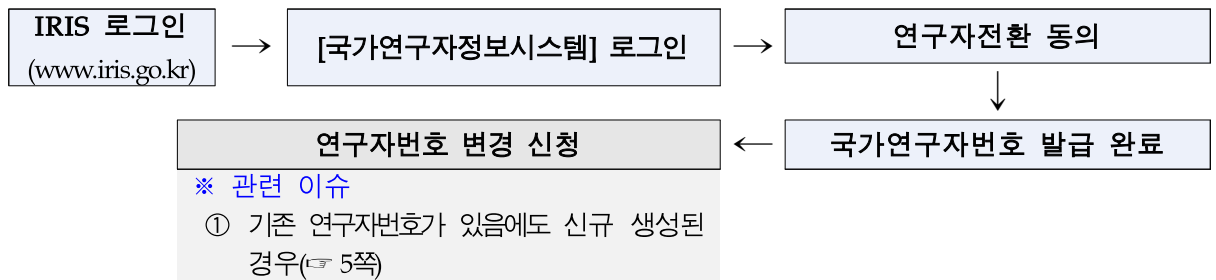 IRIS 로그인
(www.iris.go.kr)
→
[국가연구자정보시스템] 로그인
→
연구자전환 동의
↓
국가연구자번호 발급 완료
←
연구자번호 변경 신청
※ 관련 이슈
① 기존 연구자번호가 있음에도 신규 생성된
경우(☞ 5쪽)